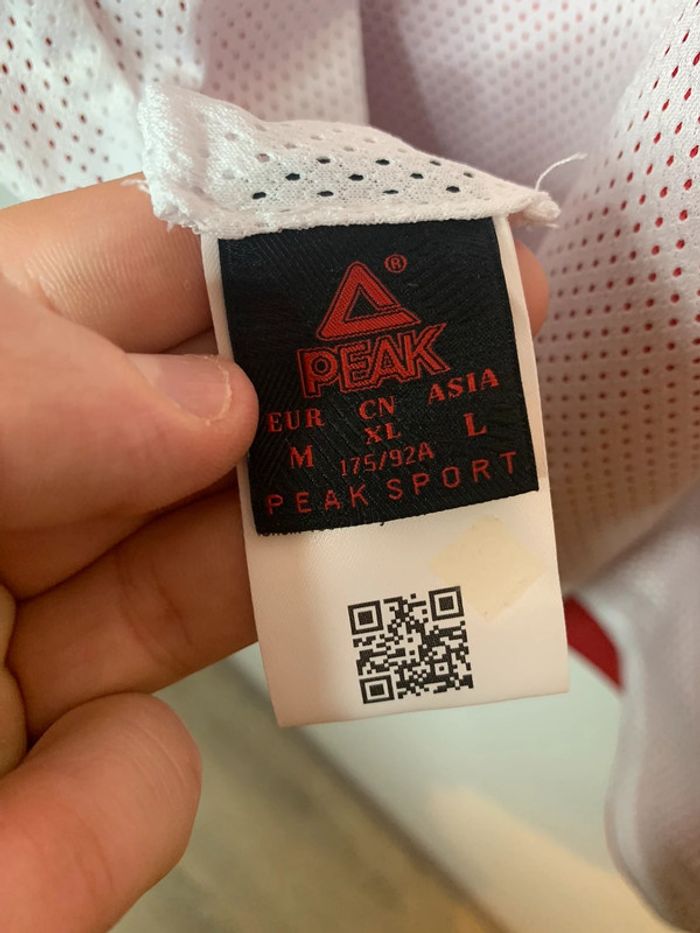 ®
PEAK
EUR CN ASIA
M XL L
175/92A
PEAK SPORT